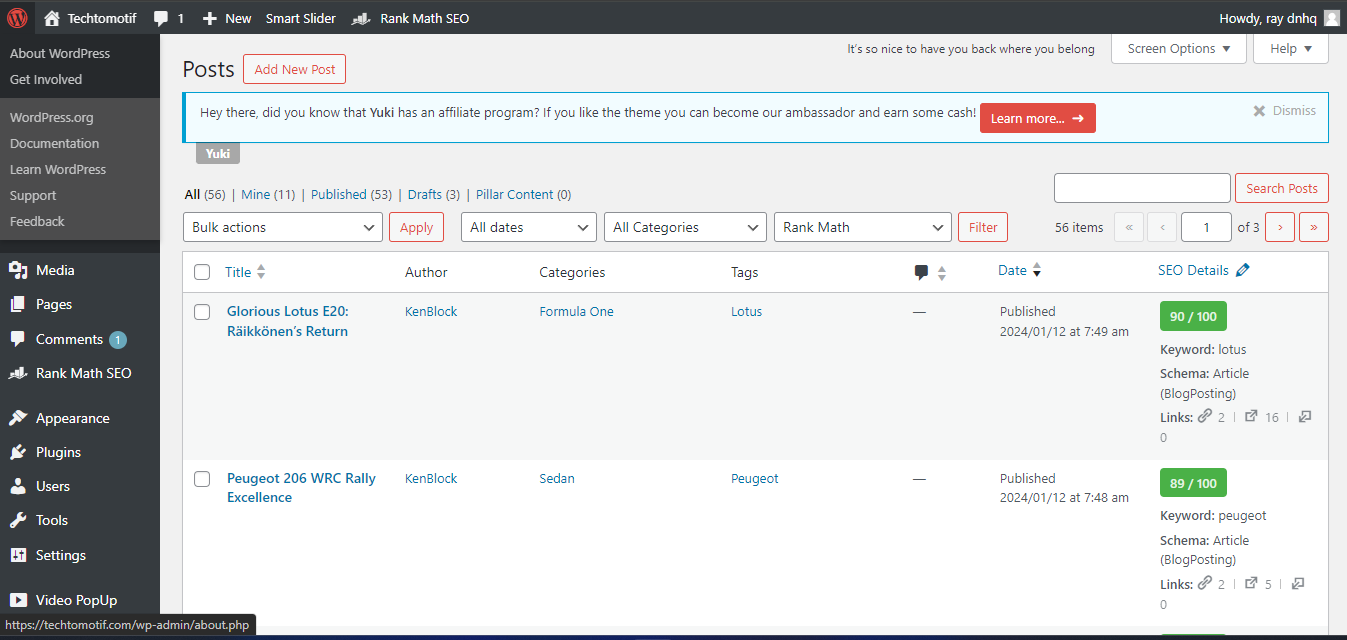 Techtomotif 1 New Smart Slider Rank Math SEO Howdy, ray dnhq
About WordPress
Get Involved
WordPress.org
Documentation
Learn WordPress
Support
Feedback
Media
Pages
Comments 1
Rank Math SEO
Appearance
Plugins
Users
Tools
Settings
Video PopUp
https://techtomotif.com/wp-admin/about.php
It's so nice to have you back where you belong
Screen Options ▼
Help ▼
Posts
Add New Post
Hey there, did you know that Yuki has an affiliate program? If you like the theme you can become our ambassador and earn some cash! Learn more... →
Dismiss
Yuki
All (56) | Mine (11) | Published (53) | Drafts (3) | Pillar Content (0)
Search Posts
Bulk actions Apply All dates All Categories Rank Math Filter 56 items « ‹ 1 of 3 › »
Title Author Categories Tags Date SEO Details
Glorious Lotus E20:
Räikkönen’s Return
KenBlock
Formula One
Lotus
—
Published
2024/01/12 at 7:49 am
90 / 100
Keyword: lotus
Schema: Article
(BlogPosting)
Links: 2 | 16 |
0
Peugeot 206 WRC Rally
Excellence
KenBlock
Sedan
Peugeot
—
Published
2024/01/12 at 7:48 am
89 / 100
Keyword: peugeot
Schema: Article
(BlogPosting)
Links: 2 | 5 |
0